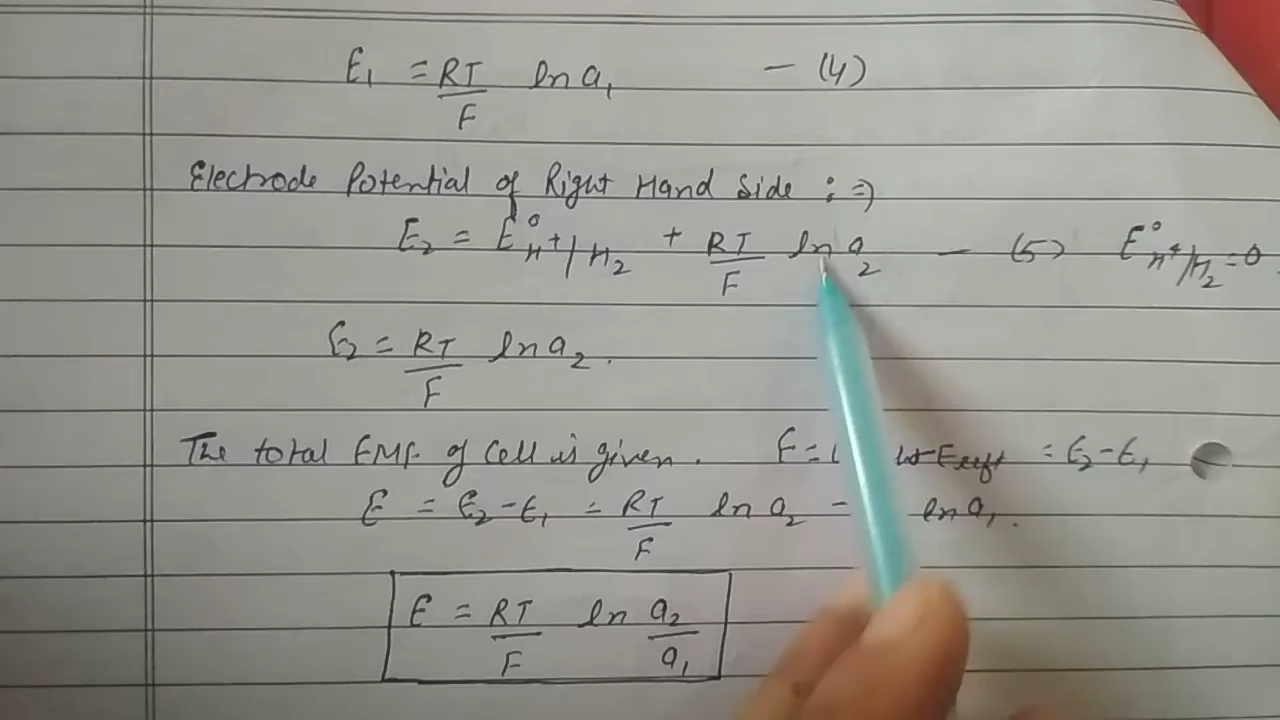 E₁ = RT/F ln a₁ — (4)
Electrode Potential of Right Hand Side :⇒
E₂ = E°H⁺/H₂ + RT/F ln a₂ — (5) E°H⁺/H₂ = 0
E₂ = RT/F ln a₂.
The total EMF of Cell is given. E = E₂ - E₁
E = E₂ - E₁ = RT/F ln a₂ - ln a₁.
E = RT/F ln a₂/a₁